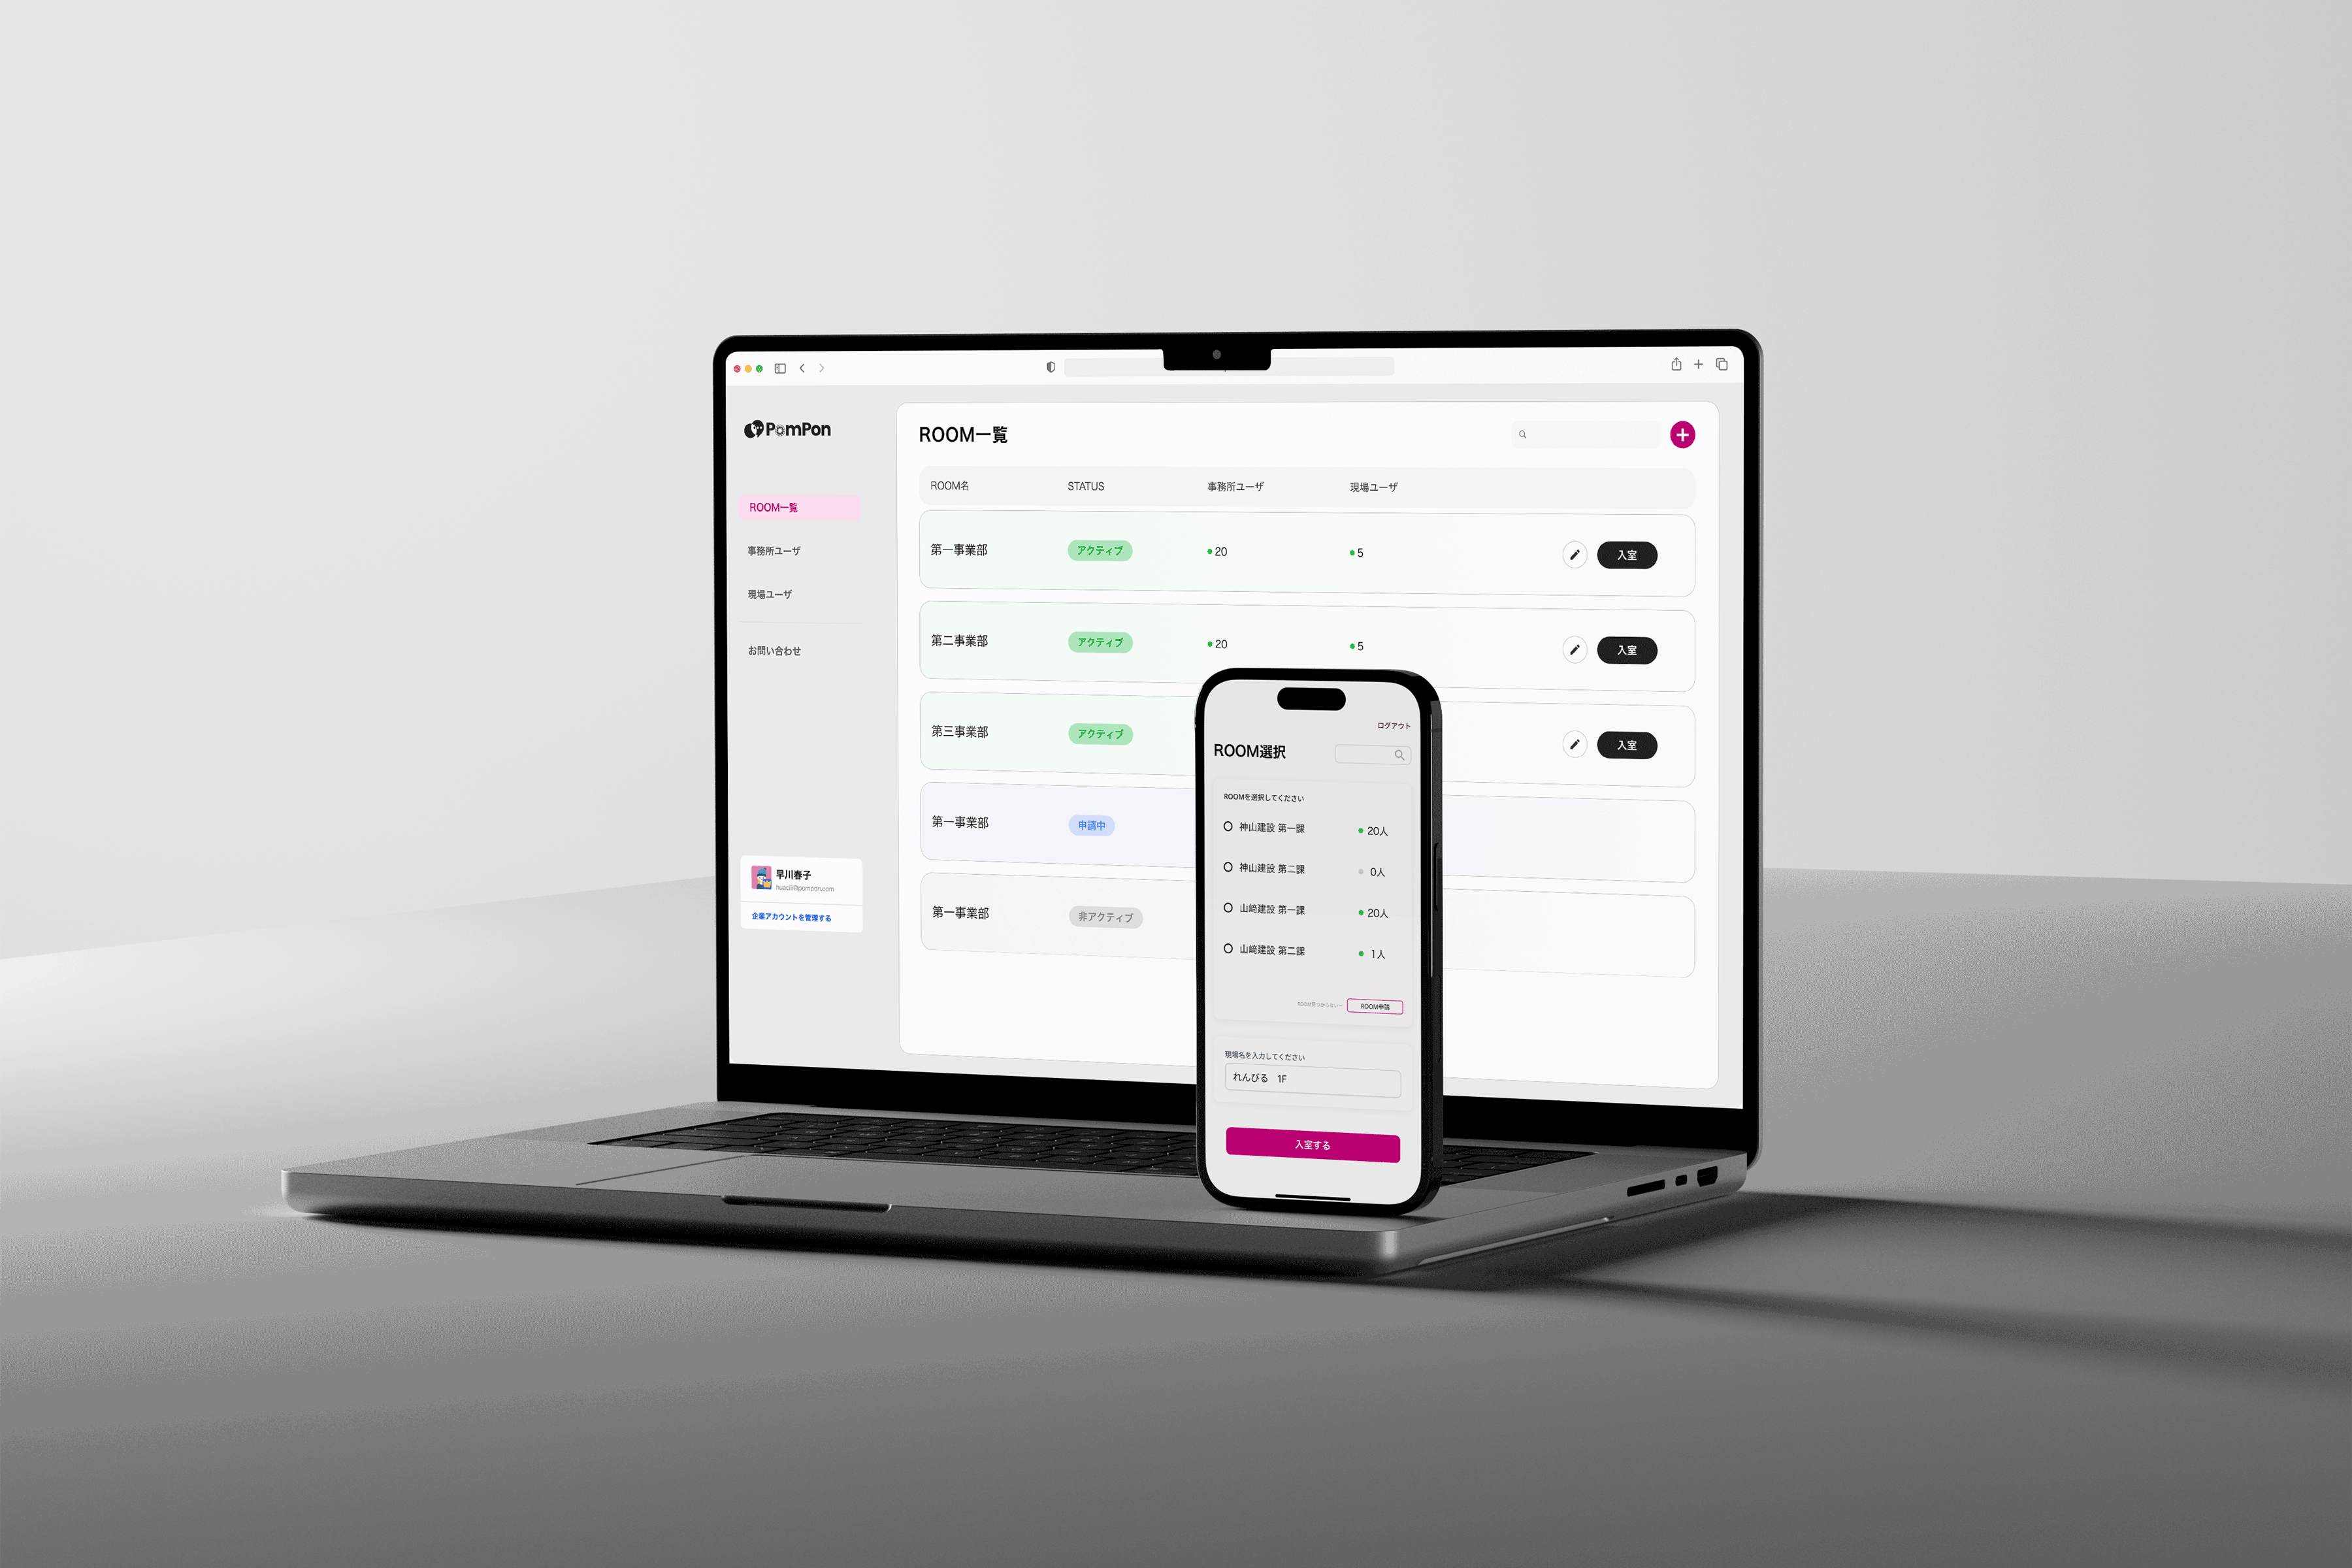 PomPon
ROOM一覧
事務所ユーザ
現場ユーザ
お問い合わせ
早川春子
企業アカウントを管理する
ROOM一覧
ROOM名 STATUS 事務所ユーザ 現場ユーザ
第一事業部 アクティブ 20 5 入室
第二事業部 アクティブ 20 5 入室
第三事業部 アクティブ 入室
第一事業部 申請中
第一事業部 非アクティブ
ログアウト
ROOM選択
ROOMを選択してください
神山建設 第一課 20人
神山建設 第二課 0人
山﨑建設 第一課 20人
山﨑建設 第二課 1人
ROOM申請
現場名を入力してください
れんびる 1F
入室する